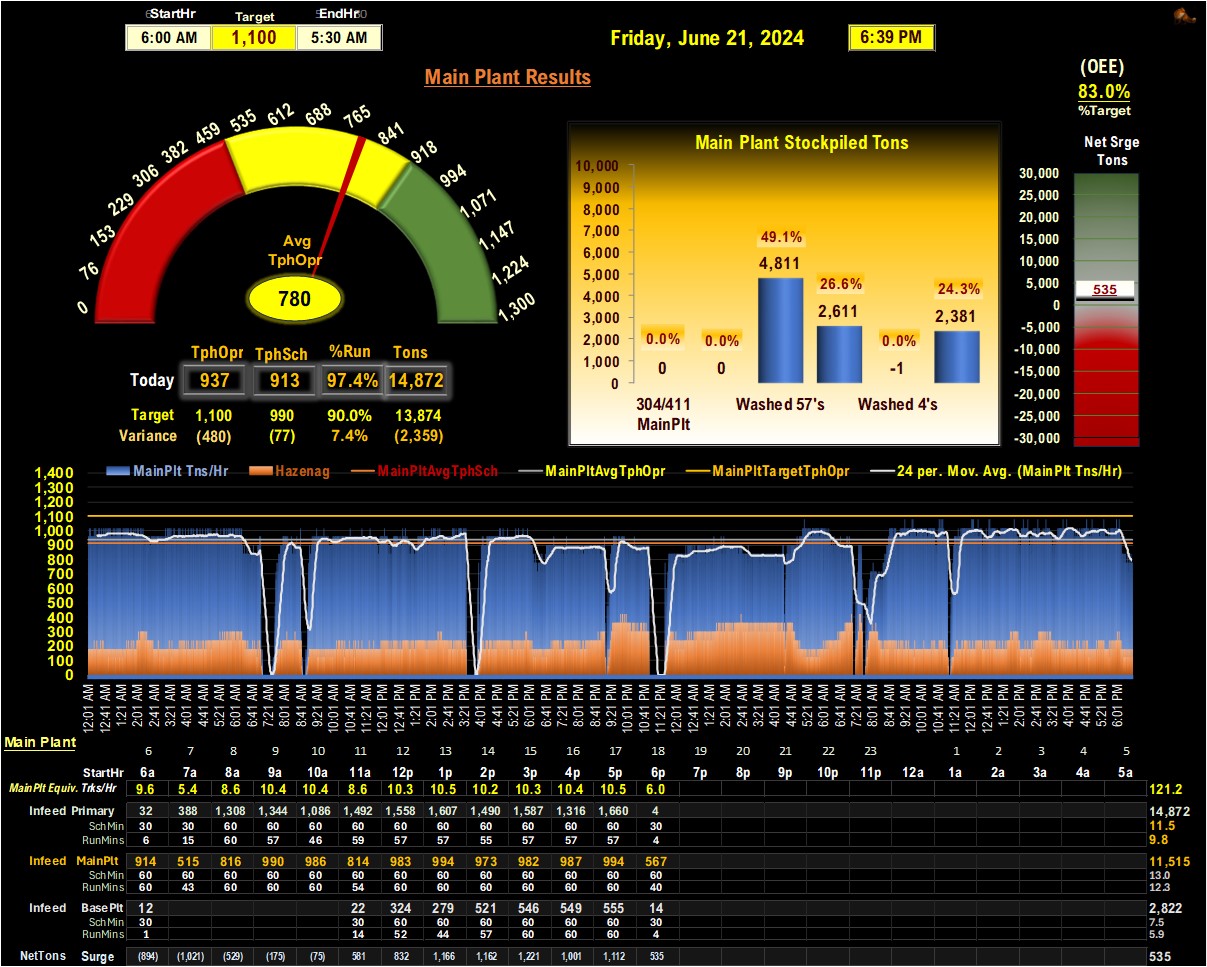 StartHr Target EndHr
6:00 AM 1,100 5:30 AM
Friday, June 21, 2024 6:39 PM
Main Plant Results
(OEE)
83.0%
%Target
0 76 153 229 306 382 459 535 612 688 765 841 918 994 1,071 1,147 1,224 1,300
Avg
TphOpr
780
TphOpr TphSch %Run Tons
Today 937 913 97.4% 14,872
Target 1,100 990 90.0% 13,874
Variance (480) (77) 7.4% (2,359)
Main Plant Stockpiled Tons
10,000
9,000
8,000
7,000
6,000
5,000
4,000
3,000
2,000
1,000
0
0.0% 0.0% 49.1% 26.6% 0.0% 24.3%
0 0 4,811 2,611 -1 2,381
304/411 Washed 57's Washed 4's
MainPlt
Net Srge
Tons
30,000
25,000
20,000
15,000
10,000
5,000
535
0
-5,000
-10,000
-15,000
-20,000
-25,000
-30,000
MainPlt Tns/Hr Hazenag MainPltAvgTphSch MainPltAvgTphOpr MainPltTargetTphOpr 24 per. Mov. Avg. (MainPlt Tns/Hr)
1,400
1,300
1,200
1,100
1,000
900
800
700
600
500
400
300
200
100
0
12:01 AM 12:41 AM 1:21 AM 2:01 AM 2:41 AM 3:21 AM 4:01 AM 4:41 AM 5:21 AM 6:01 AM 6:41 AM 7:21 AM 8:01 AM 8:41 AM 9:21 AM 10:01 AM 10:41 AM 11:21 AM 12:01 PM 12:41 PM 1:21 PM 2:01 PM 2:41 PM 3:21 PM 4:01 PM 4:41 PM 5:21 PM 6:01 PM 6:41 PM 7:21 PM 8:01 PM 8:41 PM 9:21 PM 10:01 PM 10:41 PM 11:21 PM 12:01 AM 12:41 AM 1:21 AM 2:01 AM 2:41 AM 3:21 AM 4:01 AM 4:41 AM 5:21 AM 6:01 AM 6:41 AM 7:21 AM 8:01 AM 8:41 AM 9:21 AM 10:01 AM 10:41 AM 11:21 AM 12:01 PM 12:41 PM 1:21 PM 2:01 PM 2:41 PM 3:21 PM 4:01 PM 4:41 PM 5:21 PM 6:01 PM
Main Plant
6 7 8 9 10 11 12 13 14 15 16 17 18 19 20 21 22 23 1 2 3 4 5
StartHr 6a 7a 8a 9a 10a 11a 12p 1p 2p 3p 4p 5p 6p 7p 8p 9p 10p 11p 12a 1a 2a 3a 4a 5a
MainPlt Equiv. Trks/Hr 9.6 5.4 8.6 10.4 10.4 8.6 10.3 10.5 10.2 10.3 10.4 10.5 6.0 121.2
Infeed Primary 32 388 1,308 1,344 1,086 1,492 1,558 1,607 1,490 1,587 1,316 1,660 4 14,872
SchMin 30 30 60 60 60 60 60 60 60 60 60 60 30 11.5
RunMins 6 15 60 57 46 59 57 57 55 57 57 57 4 9.8
Infeed MainPlt 914 515 816 990 986 814 983 994 973 982 987 994 567 11,515
SchMin 60 60 60 60 60 60 60 60 60 60 60 60 60 13.0
RunMins 60 43 60 60 60 54 60 60 60 60 60 60 40 12.3
Infeed BasePlt 12 22 324 279 521 546 549 555 14 2,822
SchMin 30 30 60 60 60 60 60 60 60 7.5
RunMins 1 14 52 44 57 60 60 60 4 5.9
NetTons Surge (894) (1,021) (529) (175) (75) 581 832 1,166 1,162 1,221 1,001 1,112 535 535